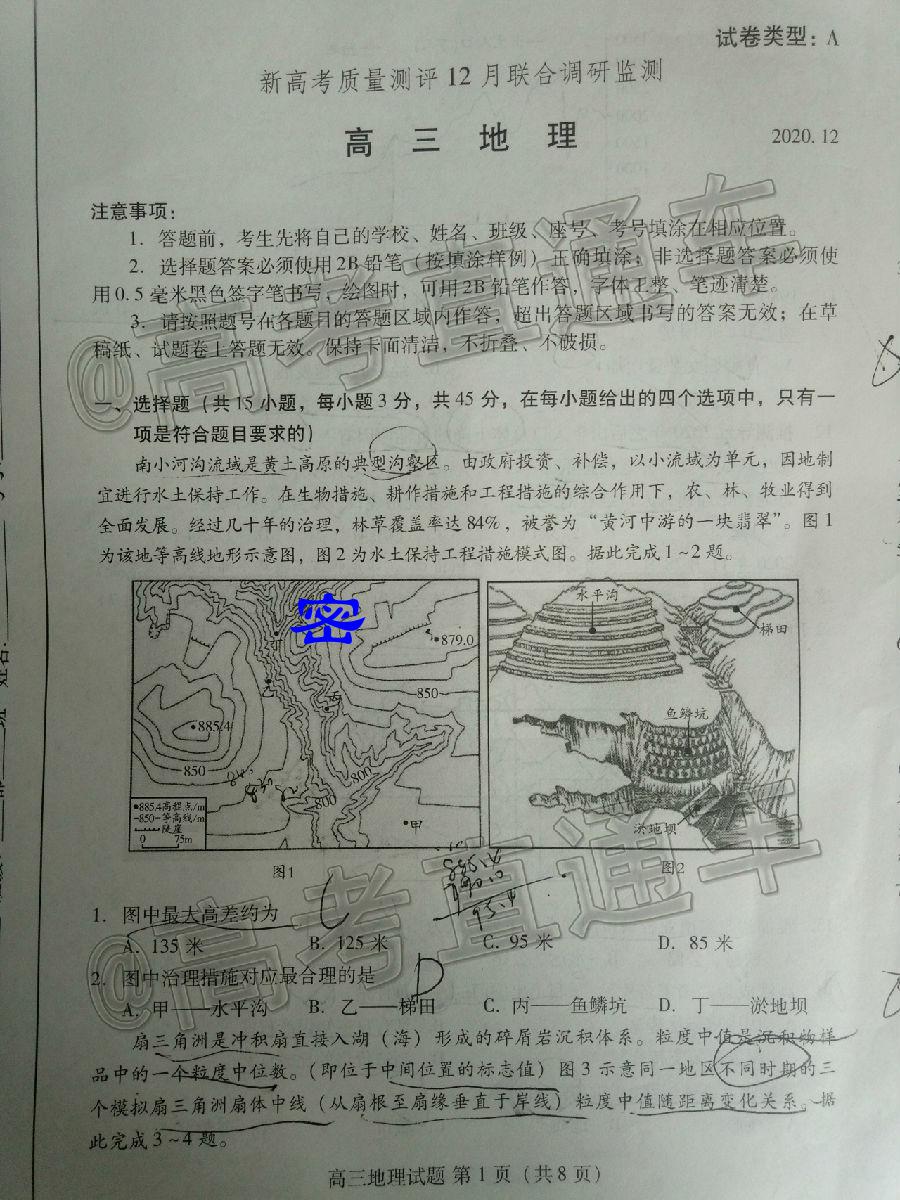 试卷类型：A
新高考质量测评12月联合调研监测
高三地理
2020.12
注意事项：
1. 答题前，考生先将自己的学校、姓名、班级、座号、考号填涂在相应位置。
2. 选择题答案必须使用2B铅笔（按填涂样例）正确填涂；非选择题答案必须使
用0.5毫米黑色签字笔书写，绘图时，可用2B铅笔作答，字体工整、笔迹清楚。
3. 请按照题号在各题目的答题区域内作答，超出答题区域书写的答案无效；在草
稿纸、试题卷上答题无效。保持卡面清洁，不折叠、不破损。
@高考直通车
一、选择题（共15小题，每小题3分，共45分，在每小题给出的四个选项中，只有一
项是符合题目要求的）
南小河沟流域是黄土高原的典型沟壑区。由政府投资、补偿，以小流域为单元，因地制
宜进行水土保持工作。在生物措施、耕作措施和工程措施的综合作用下，农、林、牧业得到
全面发展。经过几十年的治理，林草覆盖率达84%，被誉为“黄河中游的一块翡翠”。图1
为该地等高线地形示意图，图2为水土保持工程措施模式图。据此完成1~2题。
密
879.0
850
乙
丙
885.4
850
800
800
甲
•885.4高程点/m
-850-等高线/m
陡崖
0 75m
图1
水平沟
梯田
鱼鳞坑
淤地坝
图2
885.4
790.0
95.4
1. 图中最大高差约为 C
A. 135米 B. 125米 C. 95米 D. 85米
2. 图中治理措施对应最合理的是 D
A. 甲——水平沟 B. 乙——梯田 C. 丙——鱼鳞坑 D. 丁——淤地坝
@高考直通车
扇三角洲是冲积扇直接入湖（海）形成的碎屑岩沉积体系。粒度中值是沉积物样
品中的一个粒度中位数。（即位于中间位置的标志值）图3示意同一地区不同时期的三
个模拟扇三角洲扇体中线（从扇根至扇缘垂直于岸线）粒度中值随距离变化关系。据
此完成3~4题。
高三地理试题 第1页（共8页）